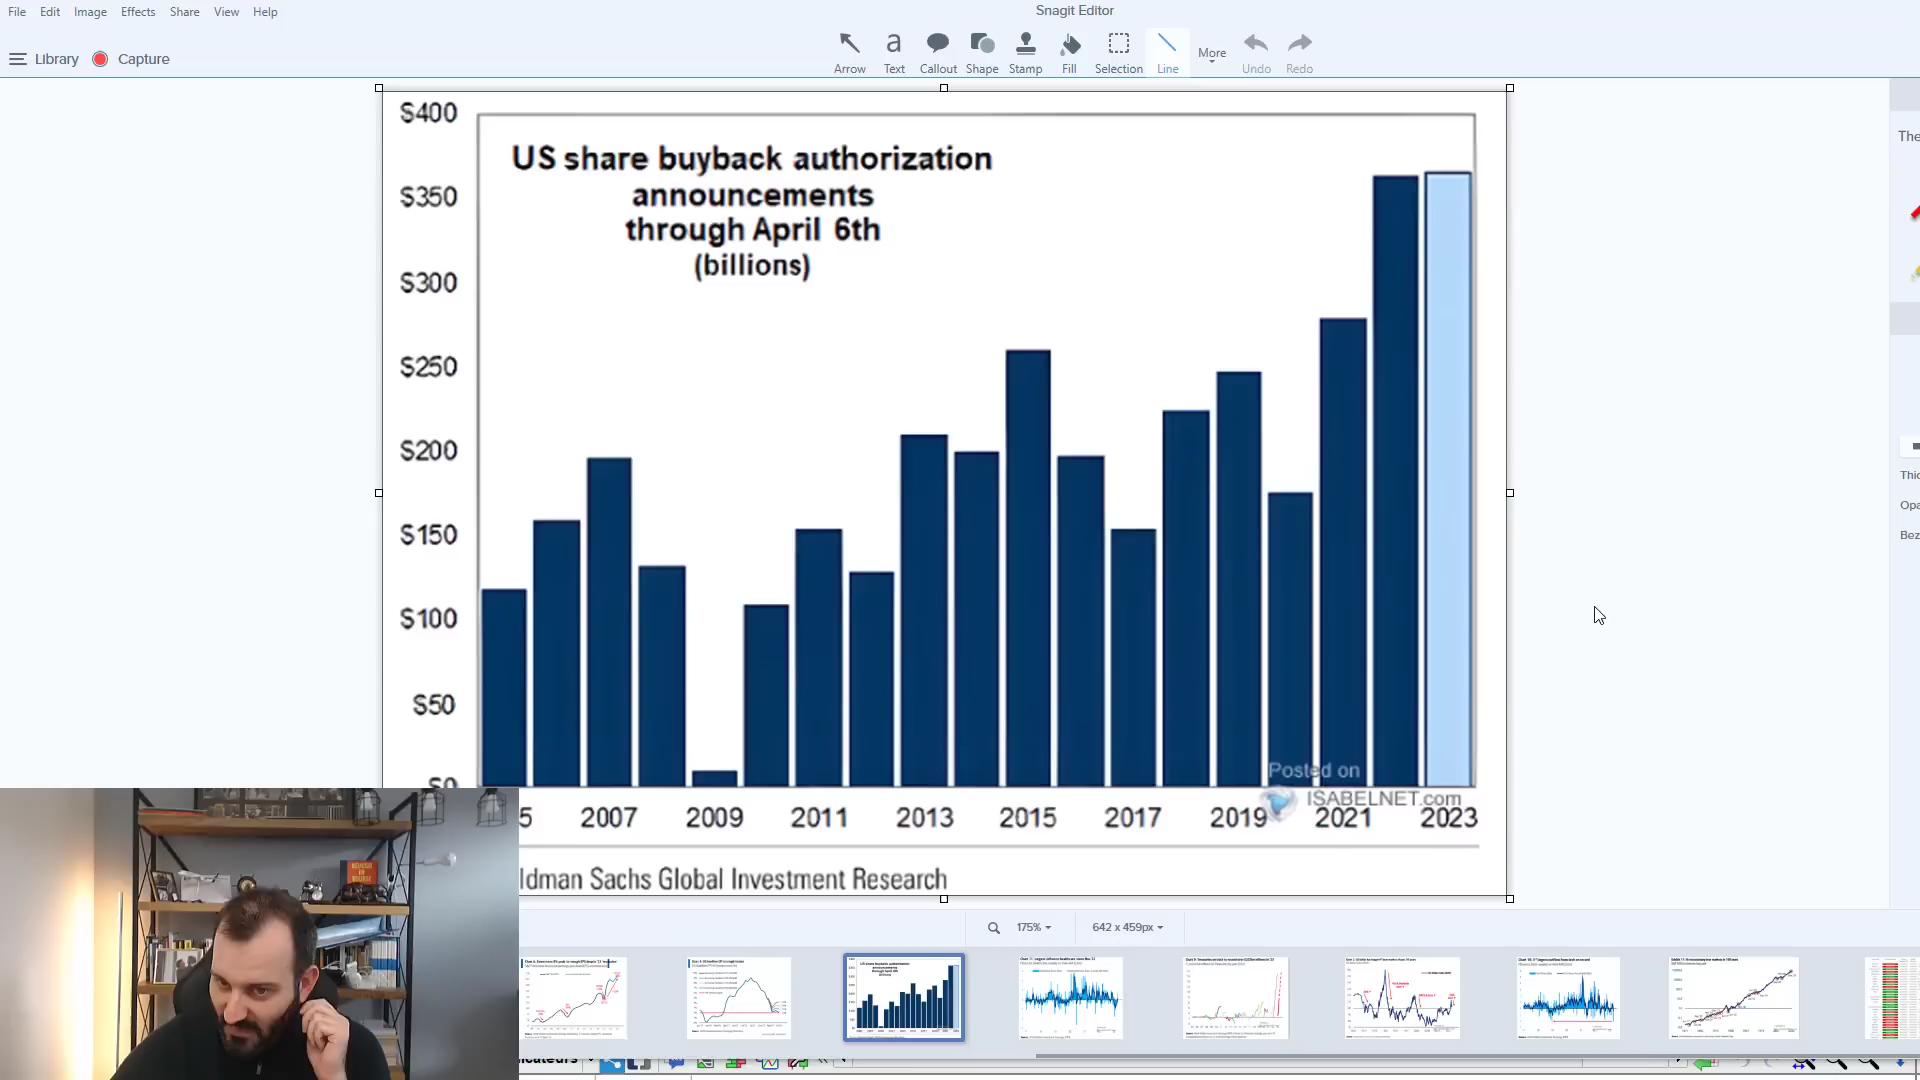 File Edit Image Effects Share View Help
Snagit Editor
Library Capture
Arrow Text Callout Shape Stamp Fill Selection Line More Undo Redo
US share buyback authorization
announcements
through April 6th
(billions)
$400
$350
$300
$250
$200
$150
$100
$50
$0
Posted on
ISABELNET.com
5 2007 2009 2011 2013 2015 2017 2019 2021 2023
ldman Sachs Global Investment Research
The
Thic
Opa
Bez
175%
642 x 459px